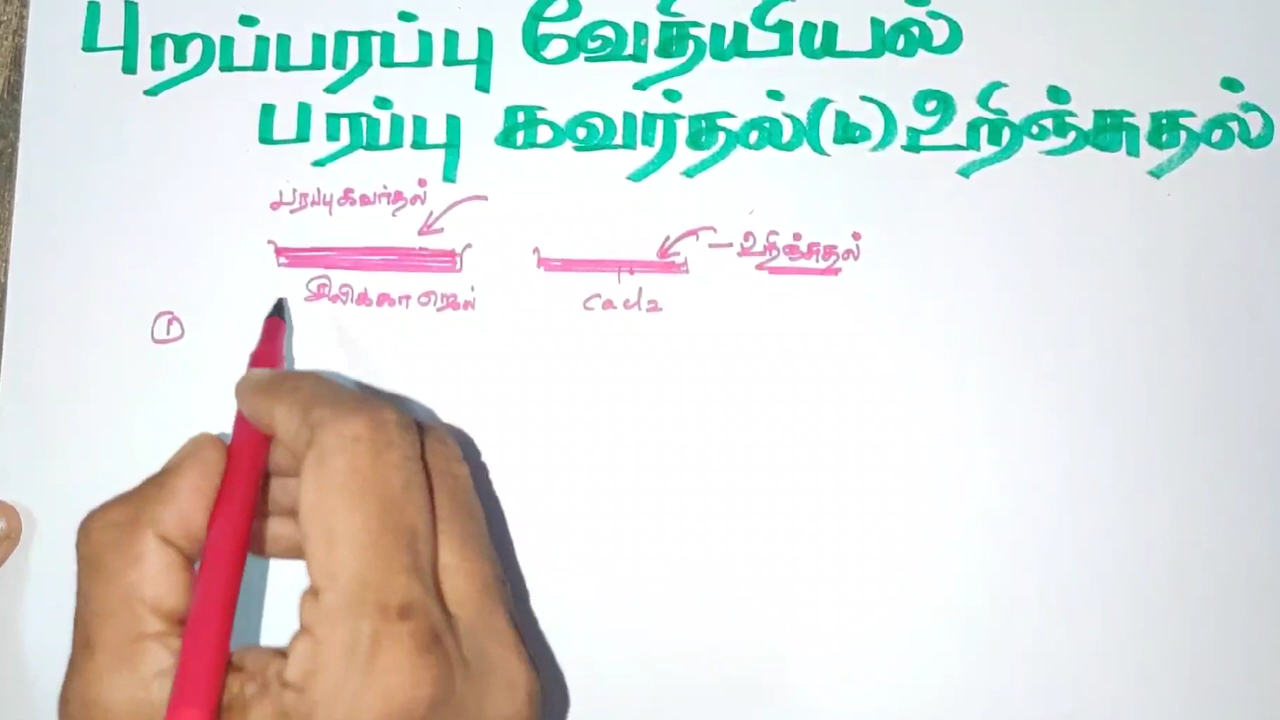 புறப்பரப்பு வேதியியல்
பரப்பு கவர்தல்(ம)உறிஞ்சுதல்
பரப்புகவர்தல்
- உறிஞ்சுதல்
சிலிக்கா ஜெல்
Cacl2
①